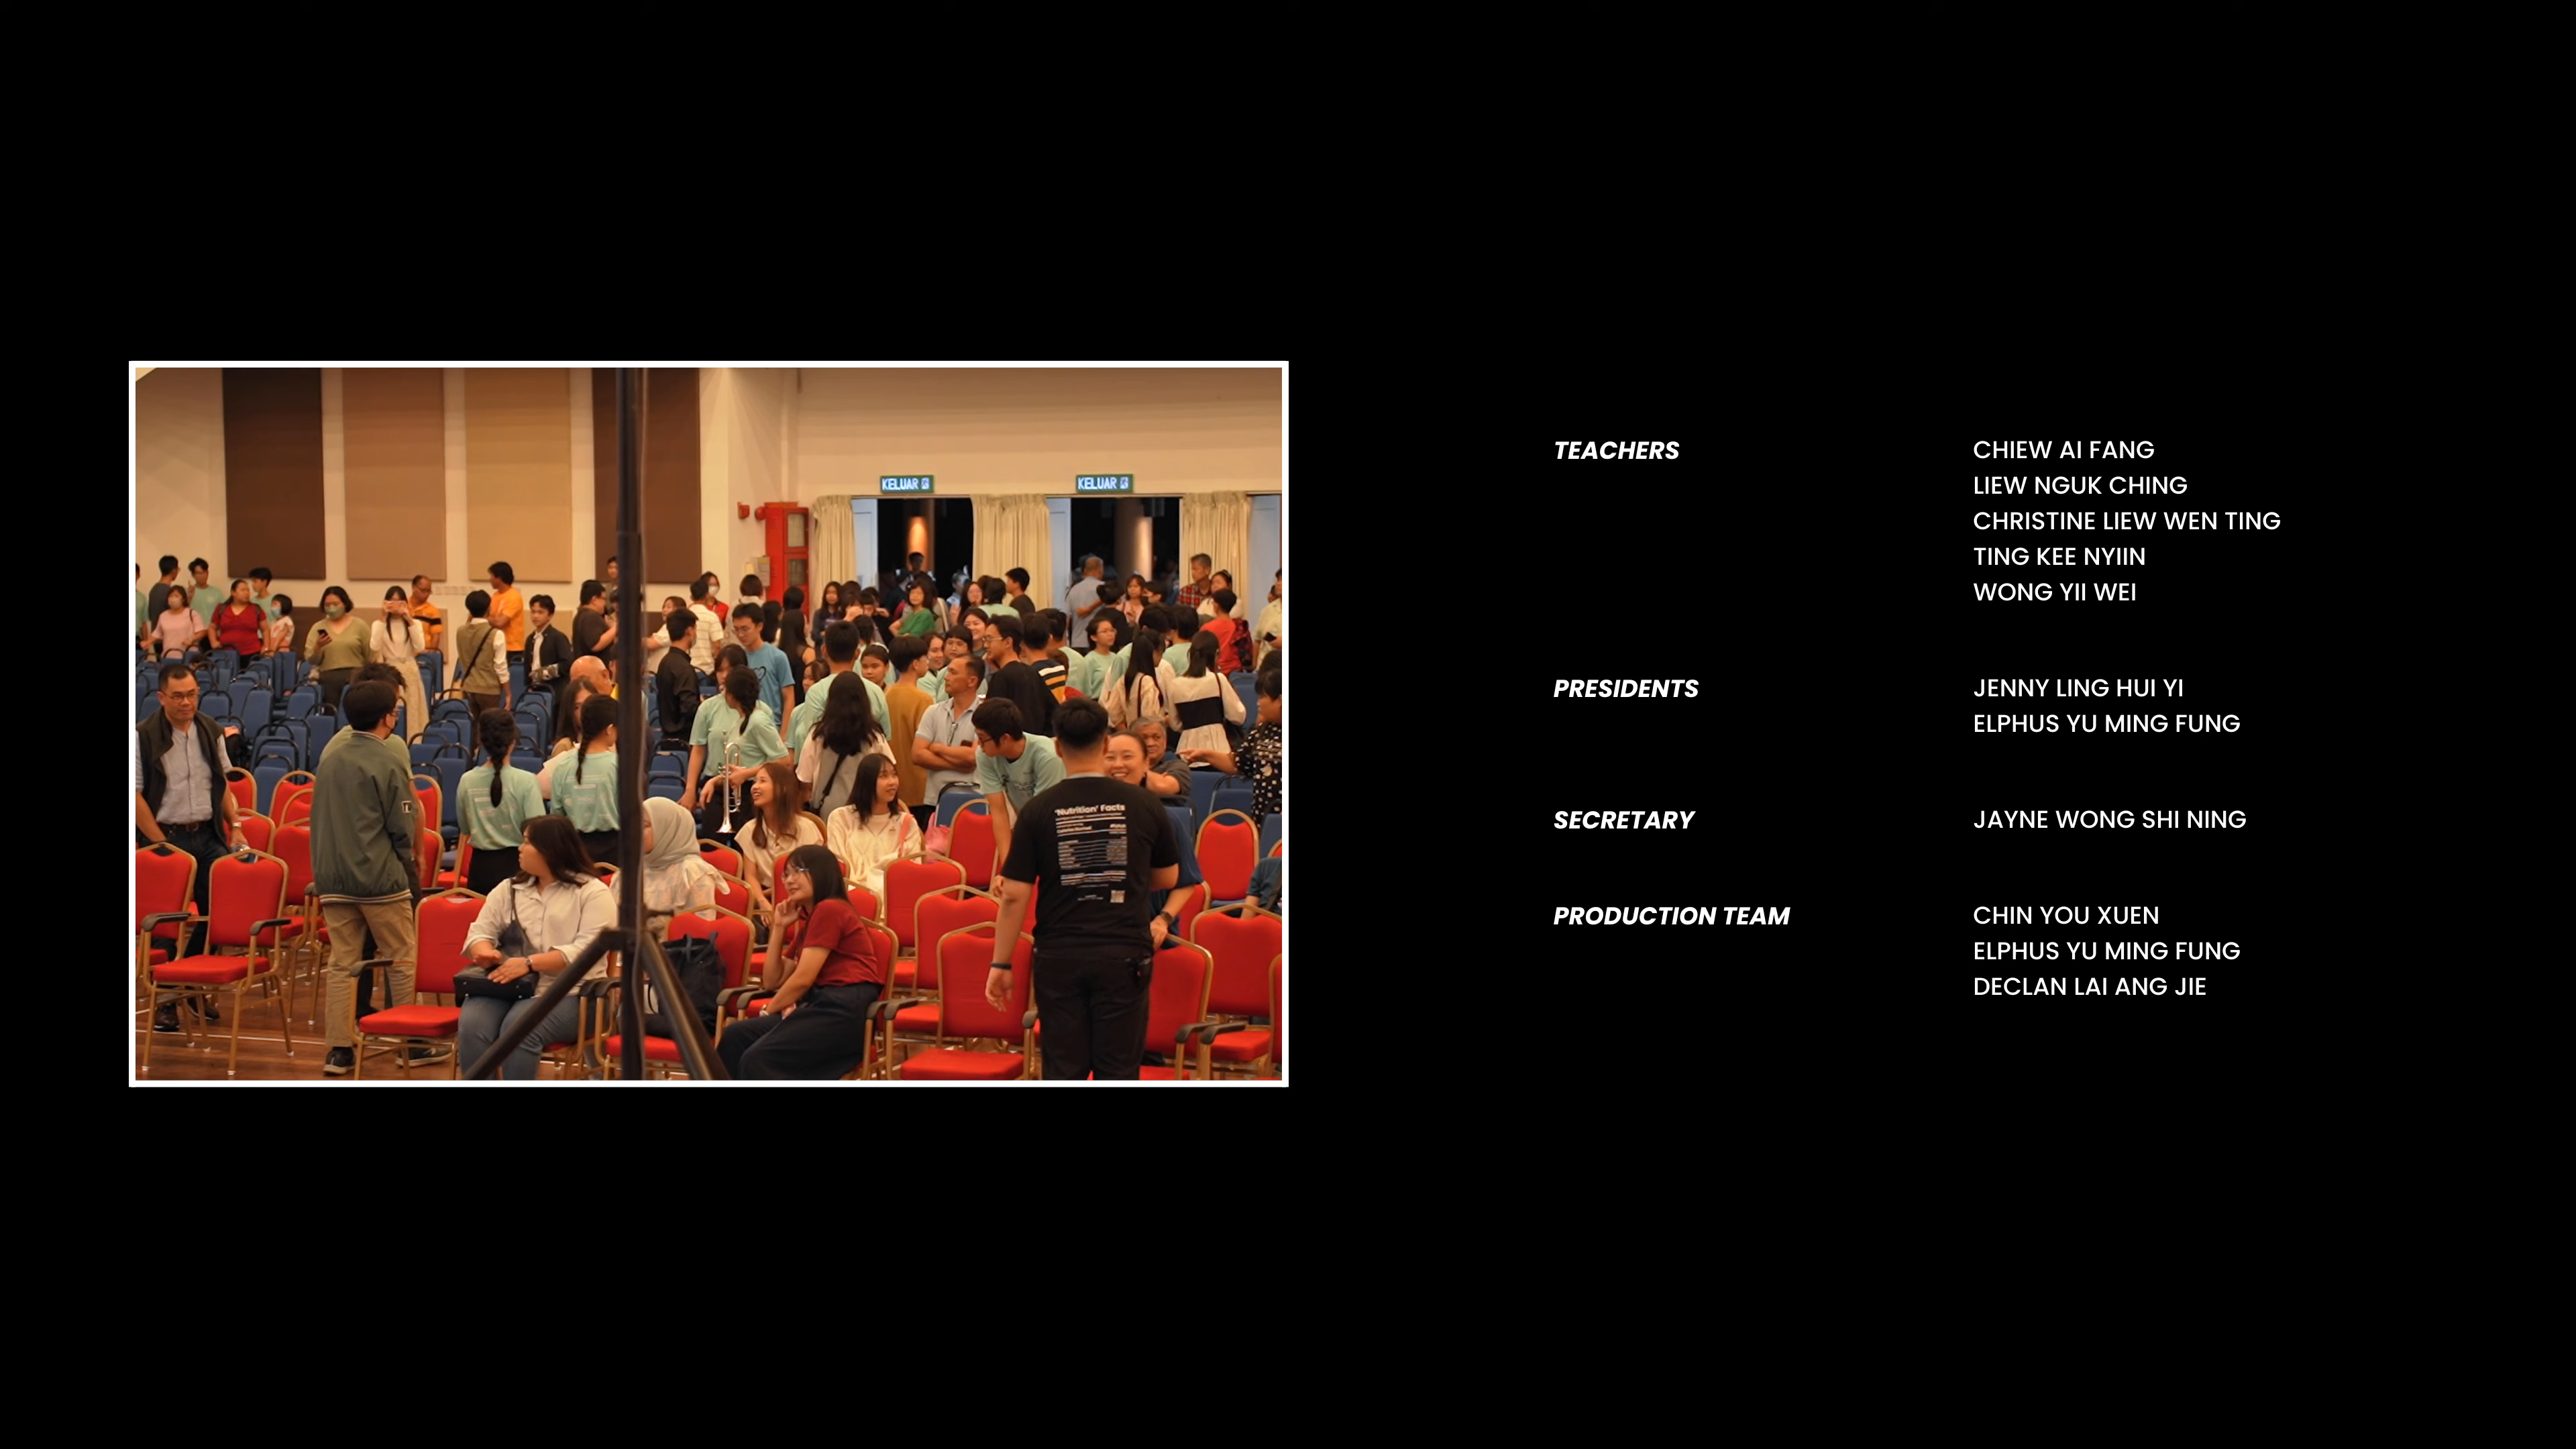 KELUAR
KELUAR
'Nutrition' Facts
TEACHERS
CHIEW AI FANG
LIEW NGUK CHING
CHRISTINE LIEW WEN TING
TING KEE NYIIN
WONG YII WEI
PRESIDENTS
JENNY LING HUI YI
ELPHUS YU MING FUNG
SECRETARY
JAYNE WONG SHI NING
PRODUCTION TEAM
CHIN YOU XUEN
ELPHUS YU MING FUNG
DECLAN LAI ANG JIE